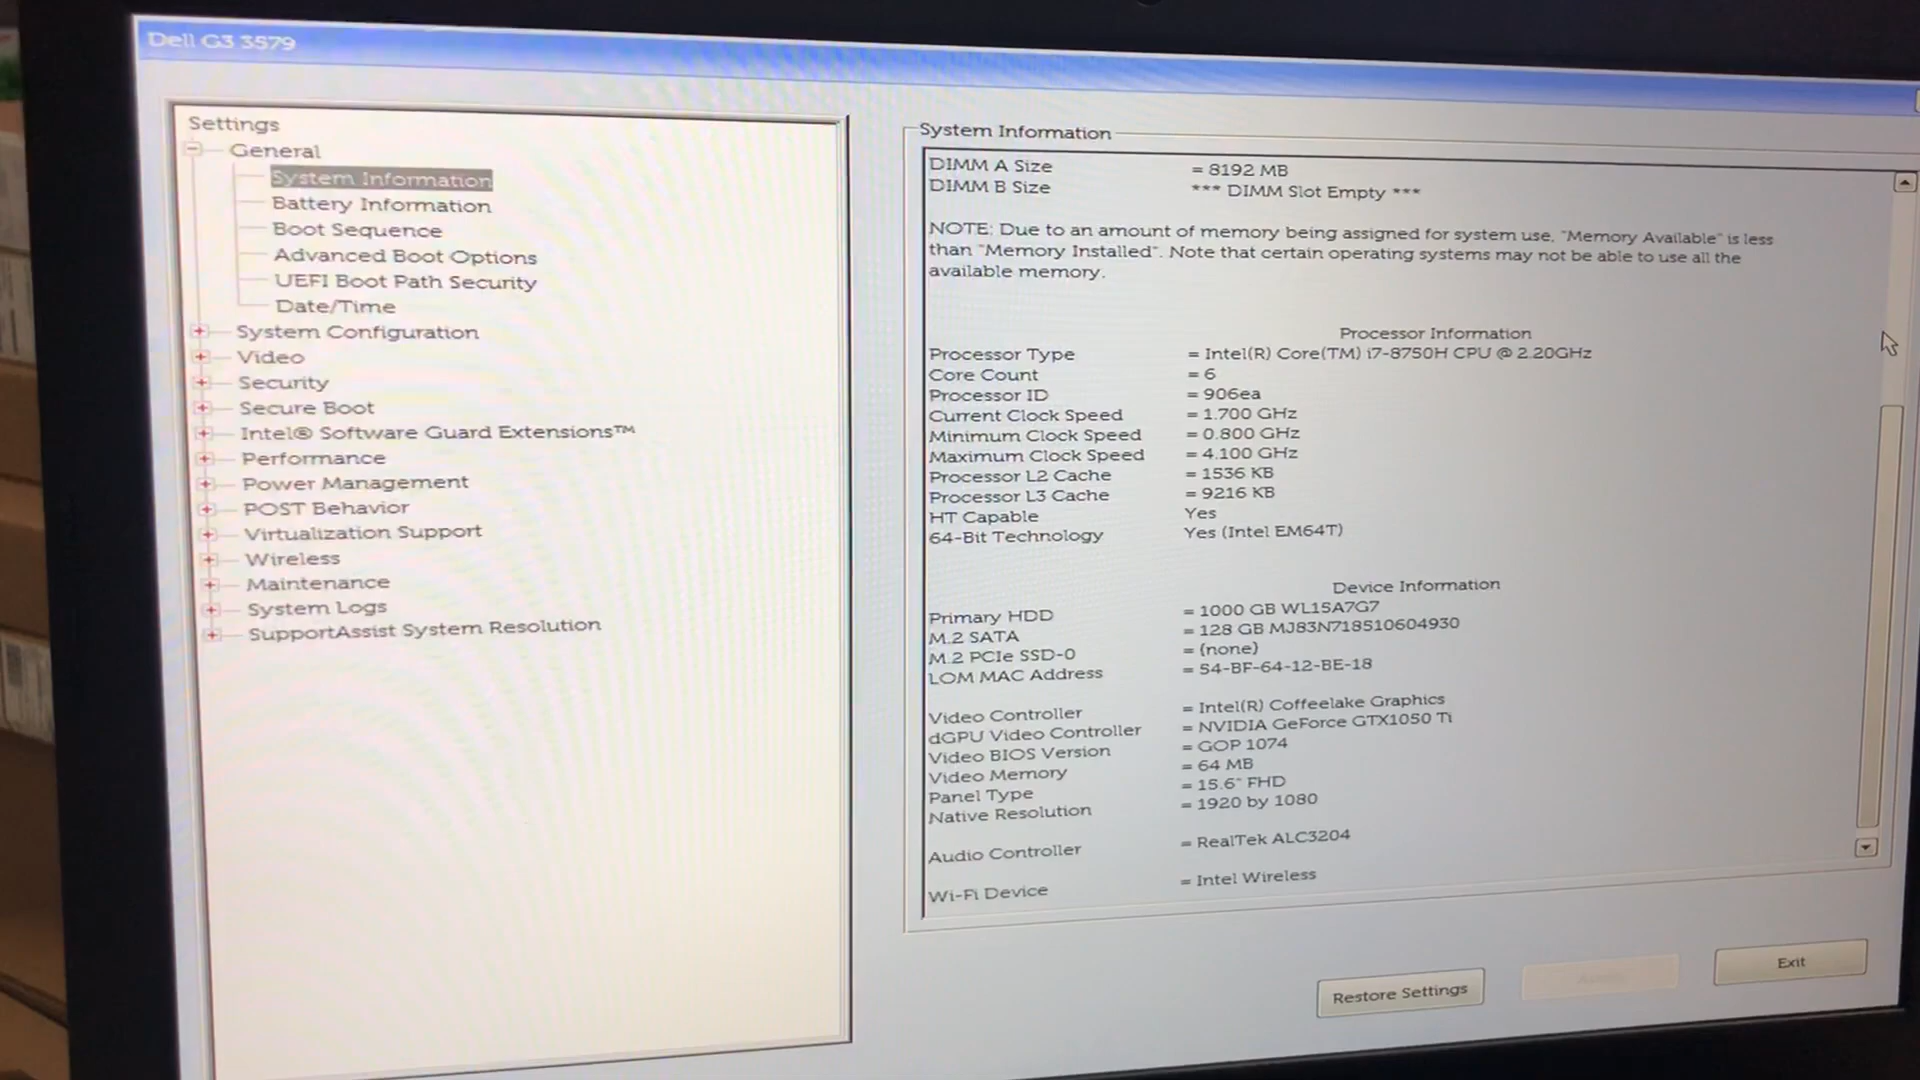 Dell G3 3579
Settings
General
System Information
Battery Information
Boot Sequence
Advanced Boot Options
UEFI Boot Path Security
Date/Time
System Configuration
Video
Security
Secure Boot
Intel® Software Guard Extensions™
Performance
Power Management
POST Behavior
Virtualization Support
Wireless
Maintenance
System Logs
SupportAssist System Resolution
System Information
DIMM A Size = 8192 MB
DIMM B Size *** DIMM Slot Empty ***
NOTE: Due to an amount of memory being assigned for system use, "Memory Available" is less
than "Memory Installed". Note that certain operating systems may not be able to use all the
available memory.
Processor Information
Processor Type = Intel(R) Core(TM) i7-8750H CPU @ 2.20GHz
Core Count = 6
Processor ID = 906ea
Current Clock Speed = 1.700 GHz
Minimum Clock Speed = 0.800 GHz
Maximum Clock Speed = 4.100 GHz
Processor L2 Cache = 1536 KB
Processor L3 Cache = 9216 KB
HT Capable Yes
64-Bit Technology Yes (Intel EM64T)
Device Information
Primary HDD = 1000 GB WL15A7G7
M.2 SATA = 128 GB MJ83N718510604930
M.2 PCIe SSD-0 = (none)
LOM MAC Address = 54-BF-64-12-BE-18
Video Controller = Intel(R) Coffeelake Graphics
dGPU Video Controller = NVIDIA GeForce GTX1050 Ti
Video BIOS Version = GOP 1074
Video Memory = 64 MB
Panel Type = 15.6" FHD
Native Resolution = 1920 by 1080
Audio Controller = RealTek ALC3204
Wi-Fi Device = Intel Wireless
Restore Settings
Exit